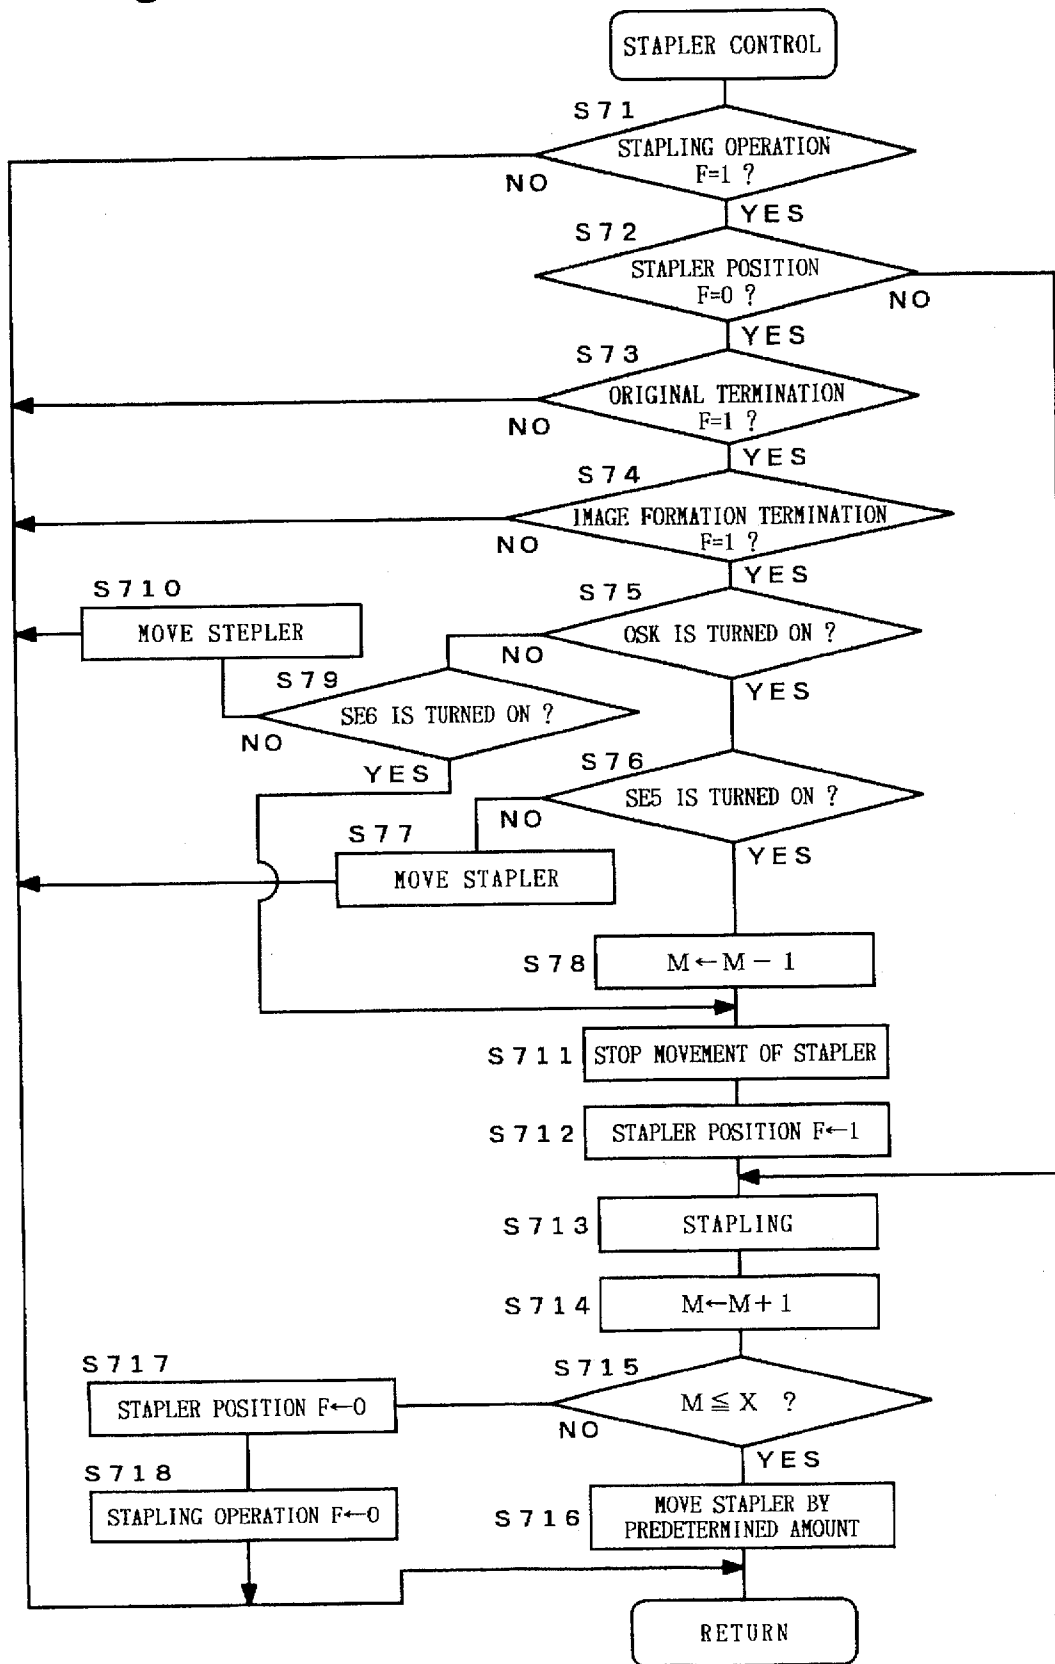 STAPLER CONTROL
S71
STAPLING OPERATION
F=1 ?
NO
YES
S72
STAPLER POSITION
F=0 ?
NO
YES
S73
ORIGINAL TERMINATION
F=1 ?
NO
YES
S74
IMAGE FORMATION TERMINATION
F=1 ?
NO
YES
S75
OSK IS TURNED ON ?
NO
YES
S710
MOVE STEPLER
S79
SE6 IS TURNED ON ?
NO
YES
S76
SE5 IS TURNED ON ?
NO
YES
S77
MOVE STAPLER
S78
M←M－1
S711
STOP MOVEMENT OF STAPLER
S712
STAPLER POSITION F←1
S713
STAPLING
S714
M←M+1
S715
M≦X ?
NO
YES
S717
STAPLER POSITION F←0
S718
STAPLING OPERATION F←0
S716
MOVE STAPLER BY
PREDETERMINED AMOUNT
RETURN